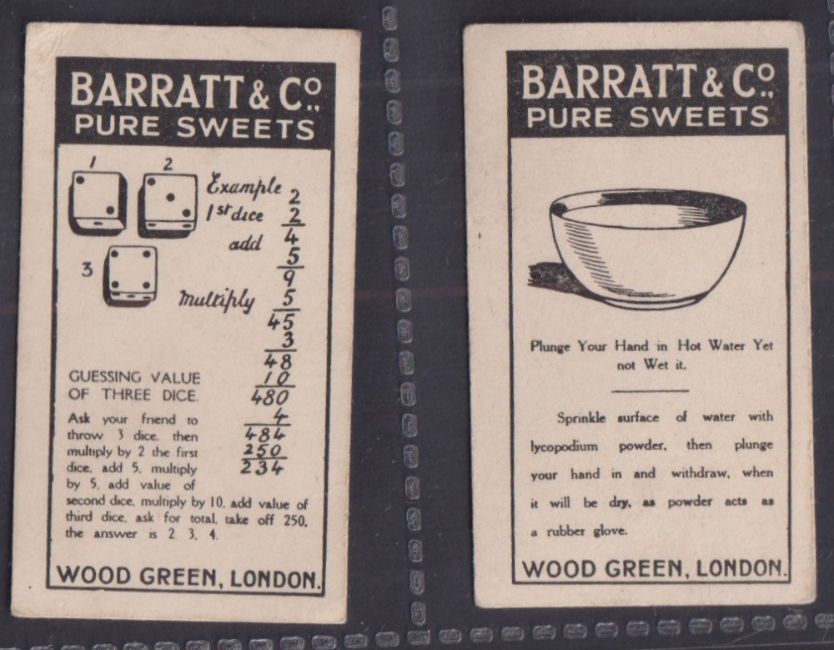 BARRATT & Cº.,
PURE SWEETS
1
2
3
Example 2
1st dice 2
add 4
5
9
Multiply 5
45
3
48
10
480
4
484
250
234
GUESSING VALUE
OF THREE DICE.
Ask your friend to
throw 3 dice, then
multiply by 2 the first
dice, add 5, multiply
by 5, add value of
second dice, multiply by 10, add value of
third dice, ask for total, take off 250,
the answer is 2. 3. 4.
WOOD GREEN, LONDON.
BARRATT & Cº.,
PURE SWEETS
Plunge Your Hand in Hot Water Yet
not Wet it.
Sprinkle surface of water with
lycopodium powder, then plunge
your hand in and withdraw, when
it will be dry, as powder acts as
a rubber glove.
WOOD GREEN, LONDON.